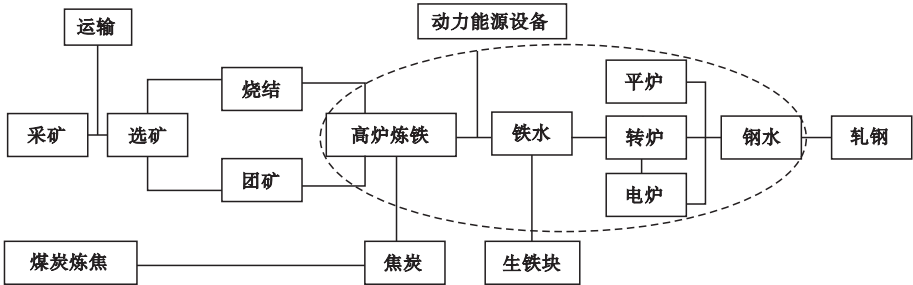 运输
动力能源设备
烧结
平炉
采矿
选矿
高炉炼铁
铁水
转炉
钢水
轧钢
团矿
电炉
煤炭炼焦
焦炭
生铁块